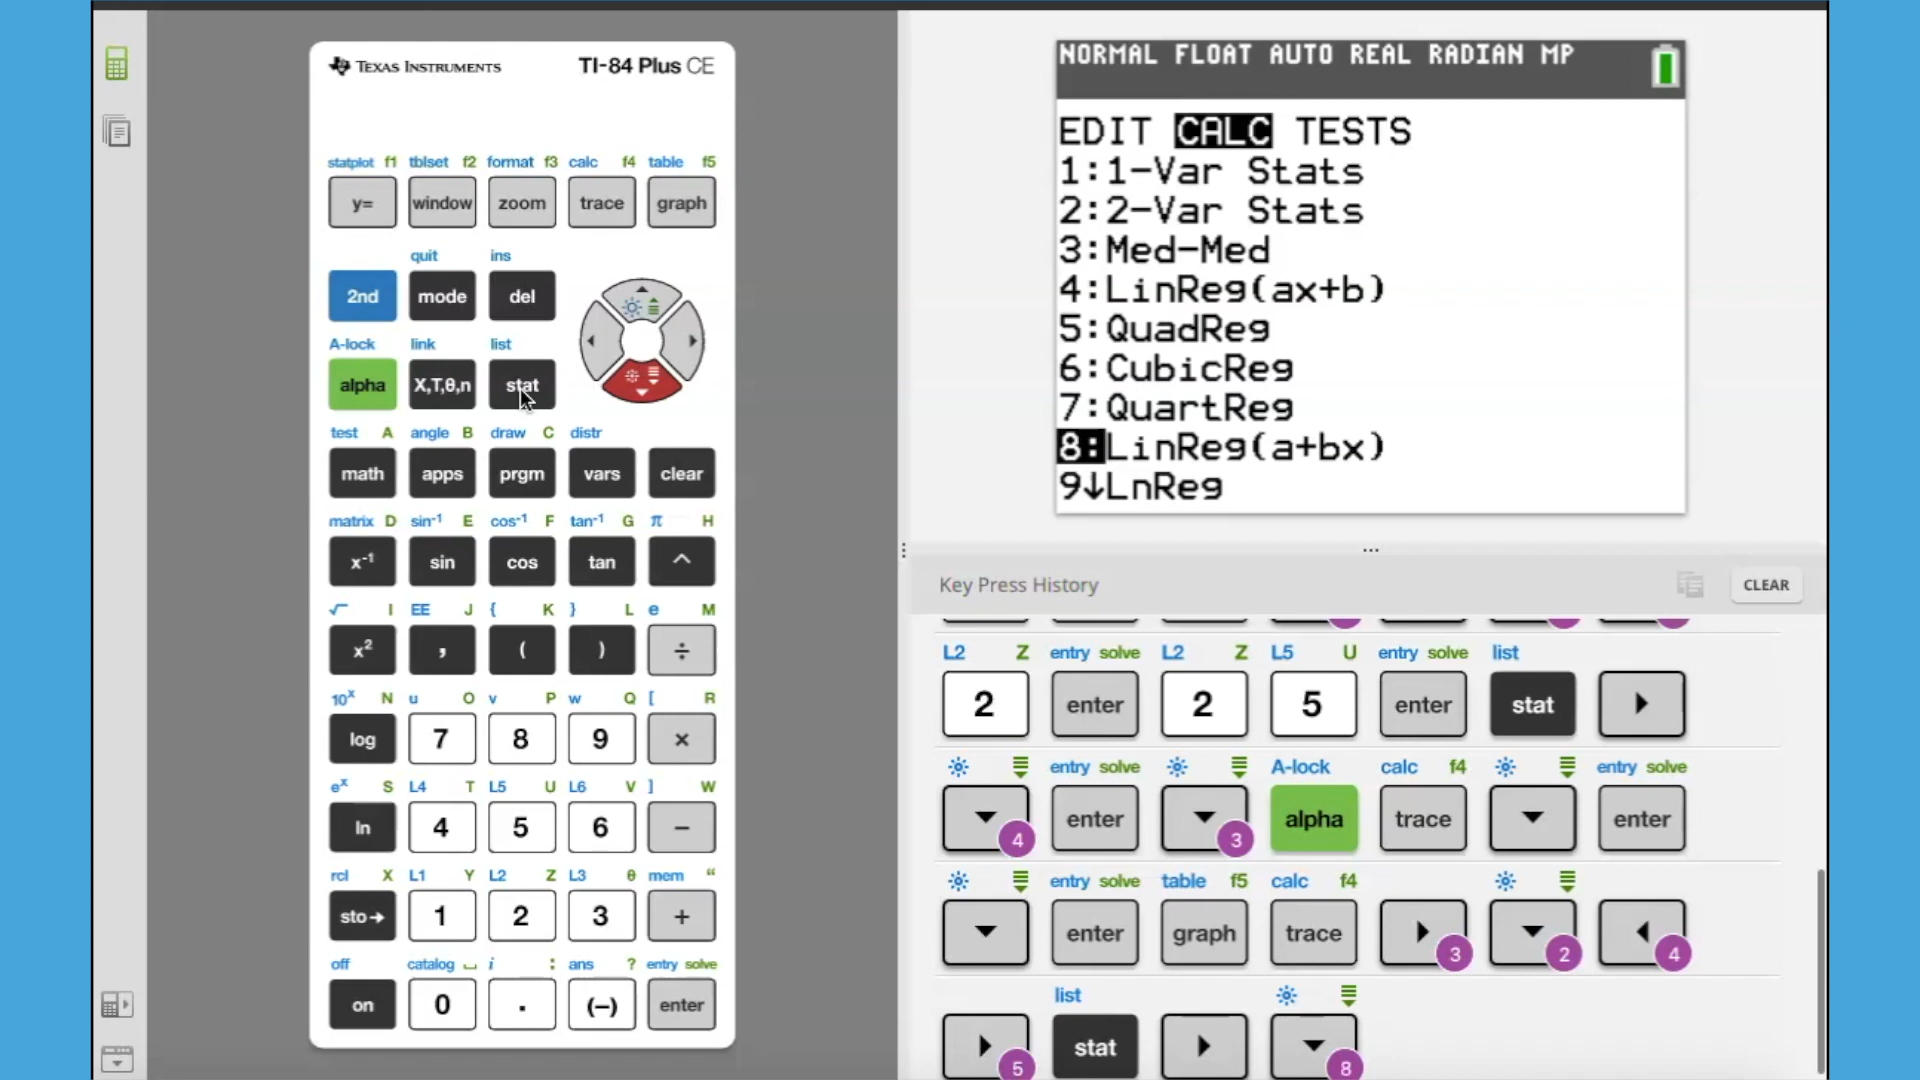 TEXAS INSTRUMENTS TI-84 Plus CE
statplot f1 tblset f2 format f3 calc f4 table f5
y= window zoom trace graph
quit ins
2nd mode del
A-lock link list
alpha X,T,θ,n stat
test A angle B draw C distr
math apps prgm vars clear
matrix D sin-1 E cos-1 F tan-1 G π H
x-1 sin cos tan ^
√ I EE J { K } L e M
x2 , ( ) ÷
10x N u O v P w Q [ R
log 7 8 9 ×
ex S L4 T L5 U L6 V ] W
ln 4 5 6 −
rcl X L1 Y L2 Z L3 θ mem “
sto→ 1 2 3 +
off catalog ⎵ i : ans ? entry solve
on 0 . (−) enter
NORMAL FLOAT AUTO REAL RADIAN MP
EDIT CALC TESTS
1:1-Var Stats
2:2-Var Stats
3:Med-Med
4:LinReg(ax+b)
5:QuadReg
6:CubicReg
7:QuartReg
8:LinReg(a+bx)
9↓LnReg
Key Press History CLEAR
L2 Z entry solve L2 Z L5 U entry solve list
2 enter 2 5 enter stat
entry solve A-lock calc f4 entry solve
4 enter 3 alpha trace enter
entry solve table f5 calc f4
enter graph trace 3 2 4
list
5 stat 8